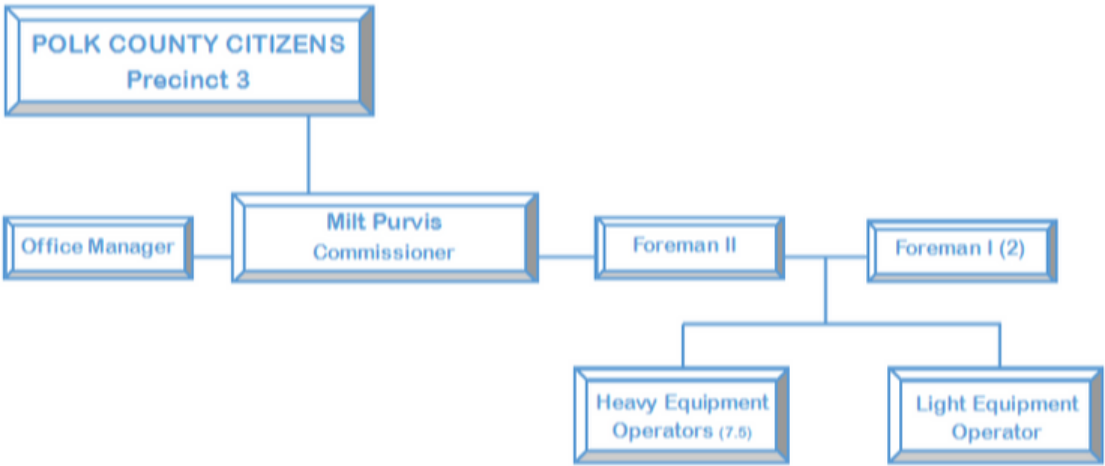 POLK COUNTY CITIZENS
Precinct 3
Milt Purvis
Commissioner
Office Manager
Foreman II
Foreman I (2)
Heavy Equipment
Operators (7.5)
Light Equipment
Operator